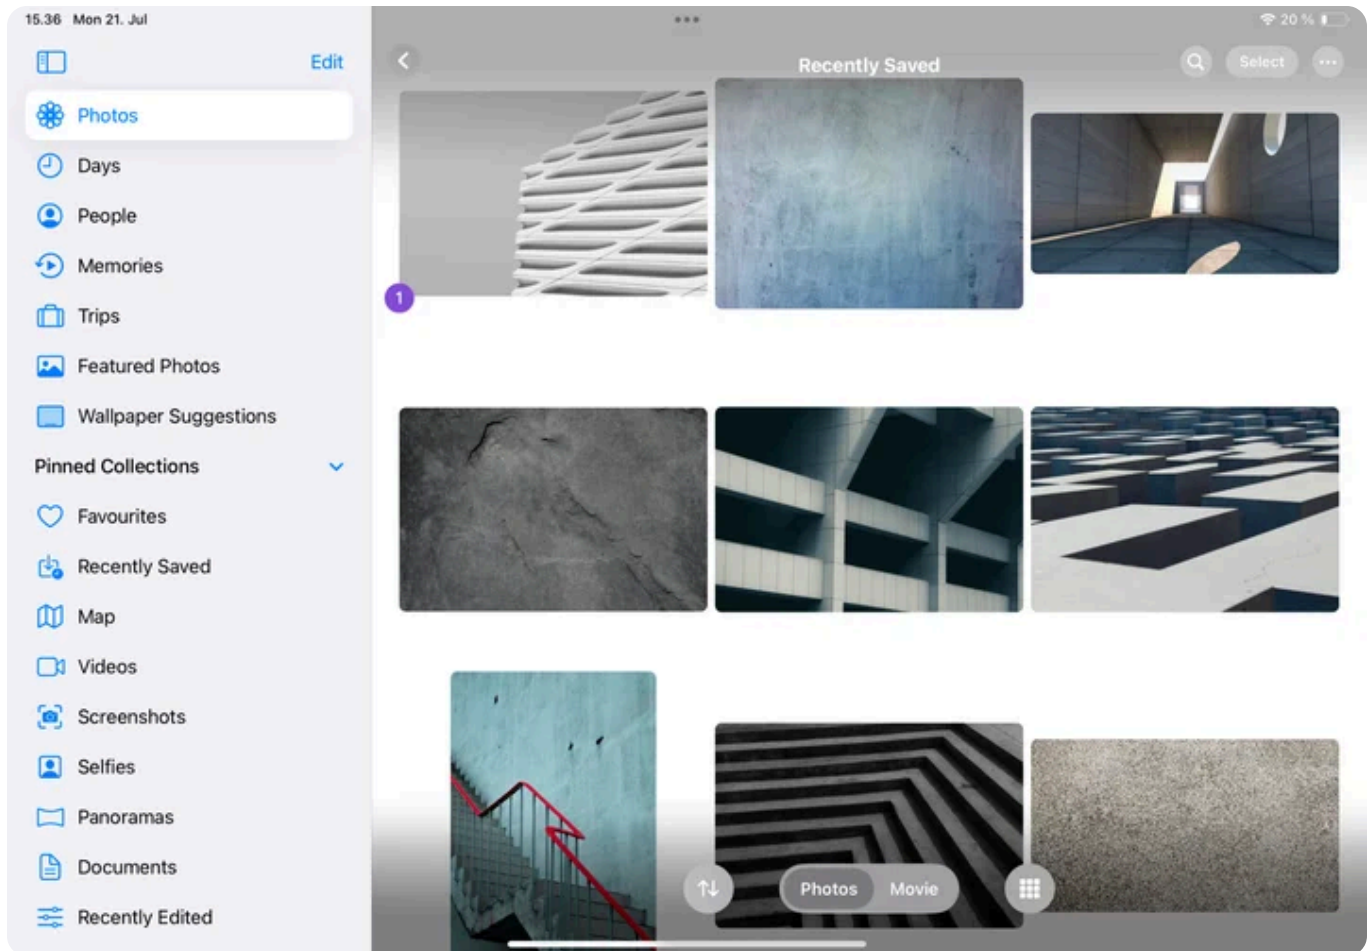 15.36 Mon 21. Jul
20 %
Edit
Recently Saved
Select
Photos
Days
People
Memories
1
Trips
Featured Photos
Wallpaper Suggestions
Pinned Collections
Favourites
Recently Saved
Map
Videos
Screenshots
Selfies
Panoramas
Documents
Recently Edited
Photos
Movie